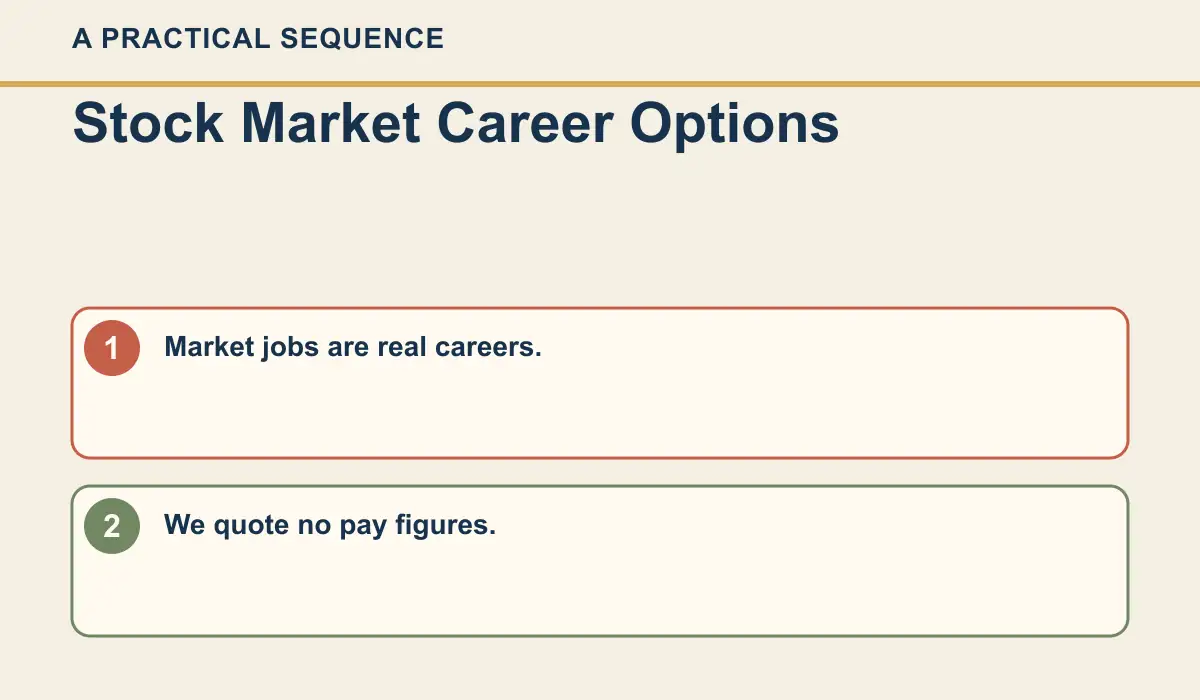 A PRACTICAL SEQUENCE
Stock Market Career Options
1
Market jobs are real careers.
2
We quote no pay figures.